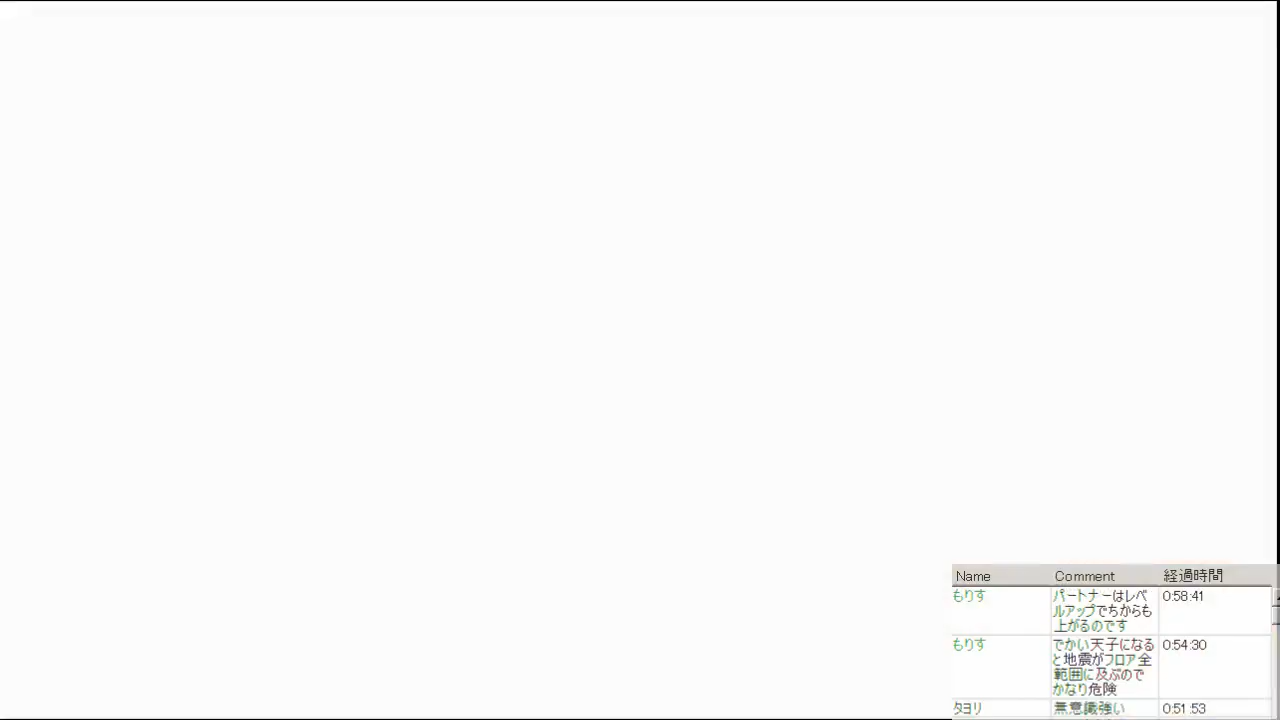 Name Comment 経過時間
もりす パートナーはレベ 0:58:41
ルアップでちからも
上がるのです
もりす でかい天子になる 0:54:30
と地震がフロア全
範囲に及ぶので
かなり危険
タヨリ 無意識強い 0:51:53